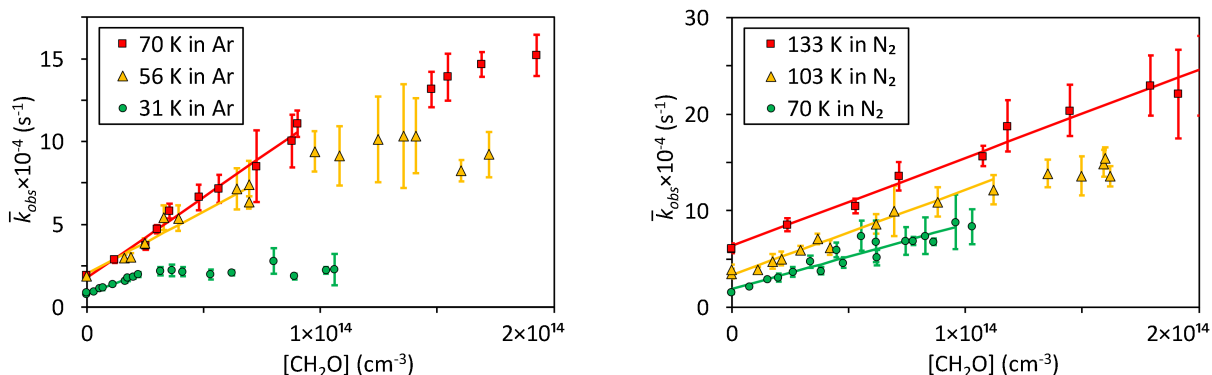 15
10
5
0
k̅obs×10⁻⁴ (s⁻¹)
70 K in Ar
56 K in Ar
31 K in Ar
0
1×10¹⁴
2×10¹⁴
[CH₂O] (cm⁻³)
30
20
10
0
k̅obs×10⁻⁴ (s⁻¹)
133 K in N₂
103 K in N₂
70 K in N₂
0
1×10¹⁴
2×10¹⁴
[CH₂O] (cm⁻³)